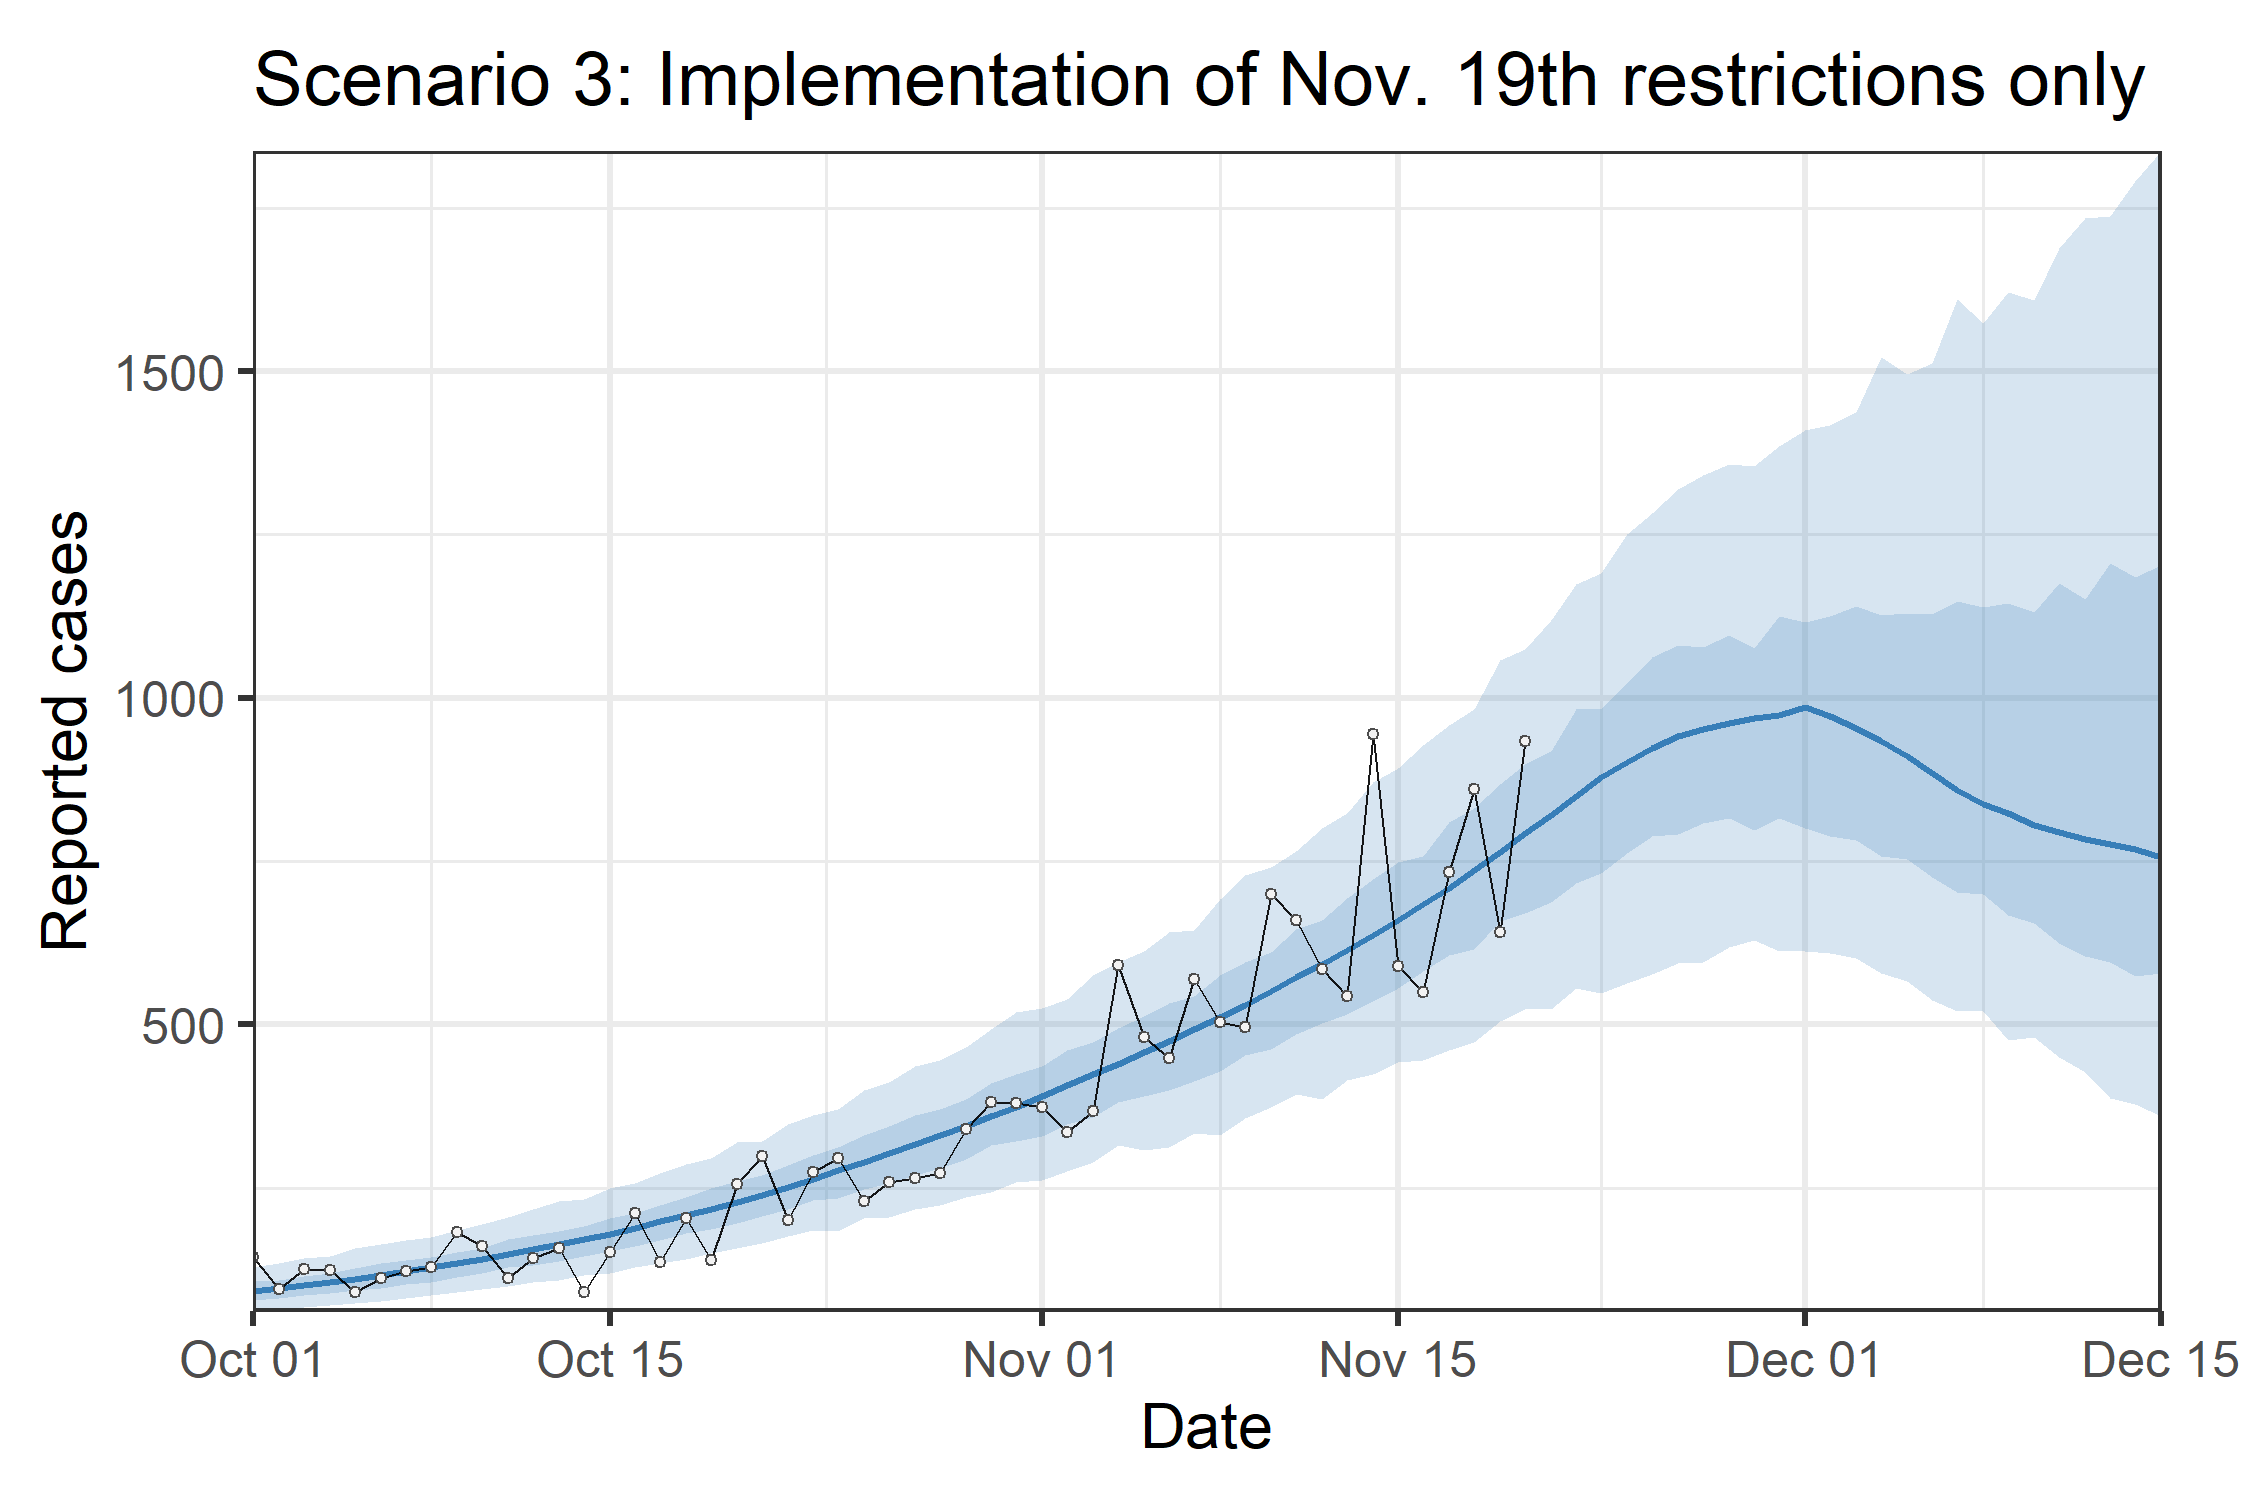 Scenario 3: Implementation of Nov. 19th restrictions only
1500
1000
500
Reported cases
Oct 01
Oct 15
Nov 01
Nov 15
Dec 01
Dec 15
Date